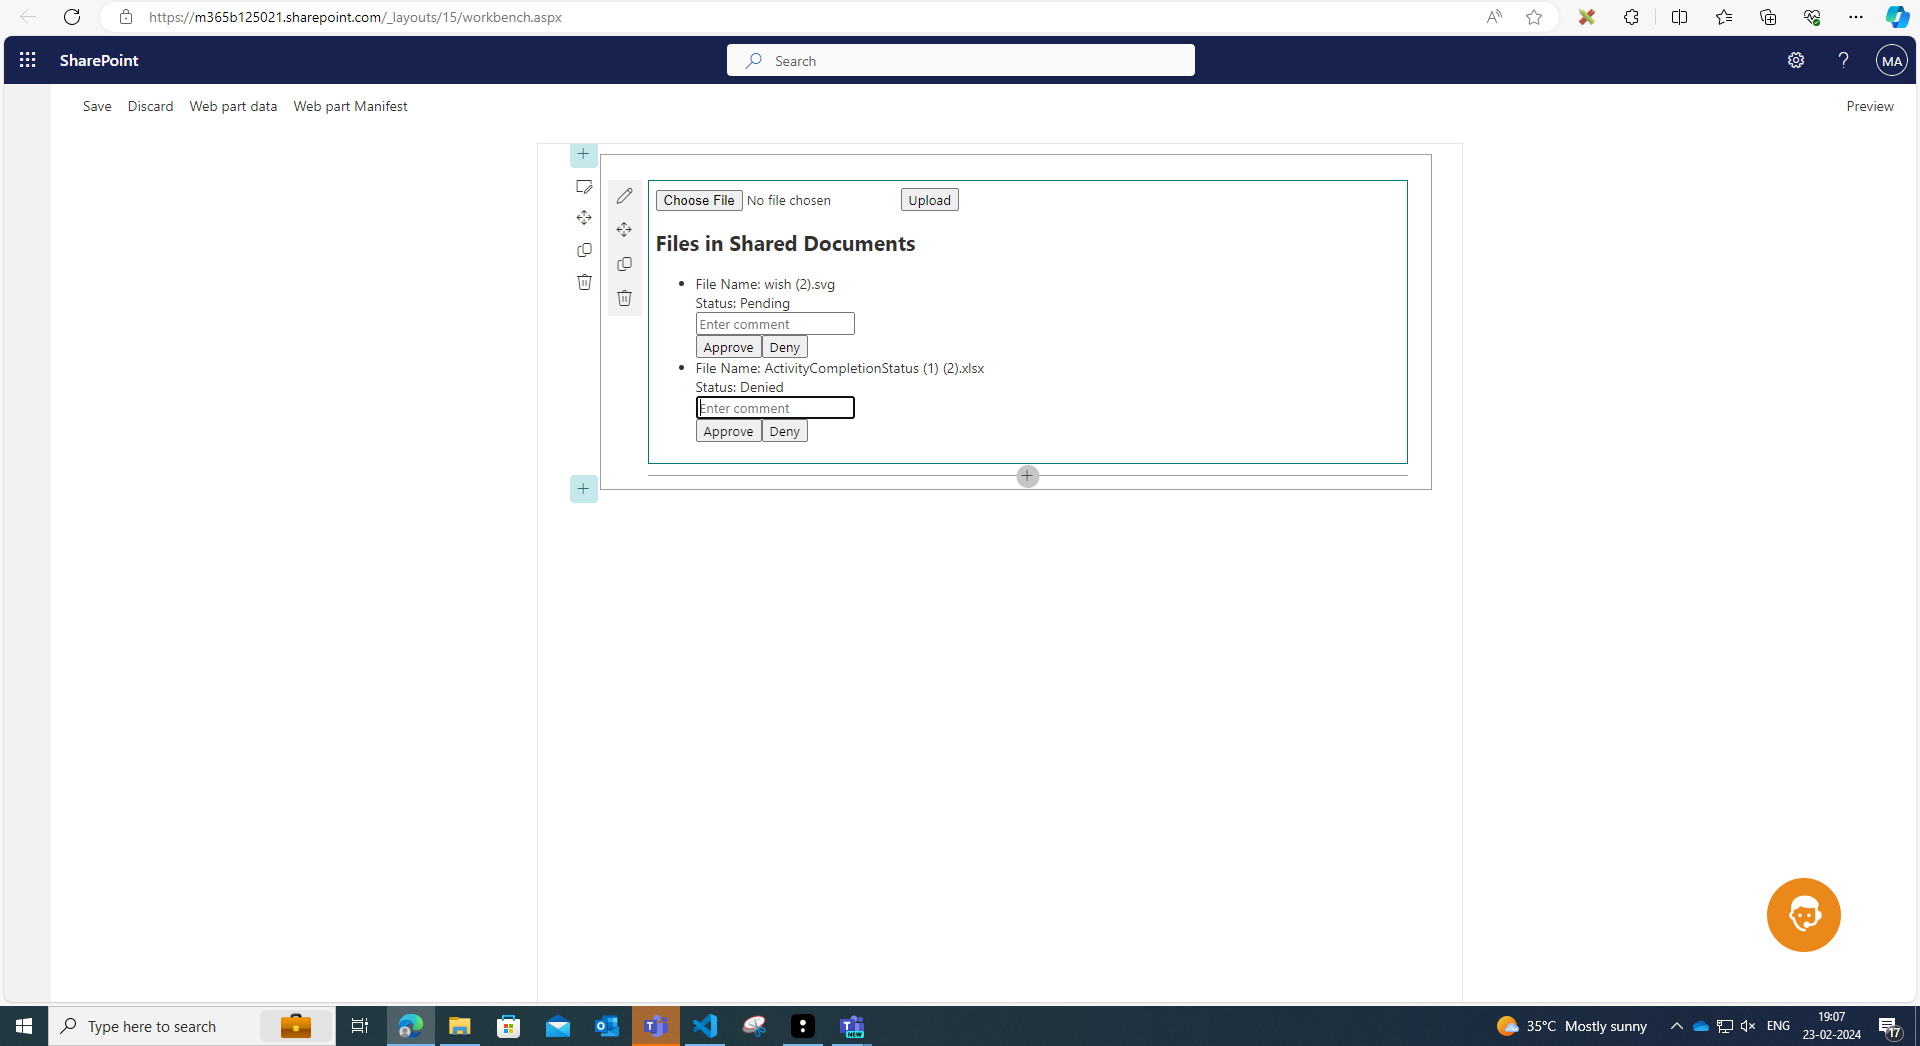 https://m365b125021.sharepoint.com/_layouts/15/workbench.aspx
SharePoint
Search
MA
Save Discard Web part data Web part Manifest
Preview
Choose File No file chosen Upload
Files in Shared Documents
File Name: wish (2).svg
Status: Pending
Enter comment
Approve Deny
File Name: ActivityCompletionStatus (1) (2).xlsx
Status: Denied
Enter comment
Approve Deny
Type here to search
NEW
35°C Mostly sunny
ENG
19:07
23-02-2024
17